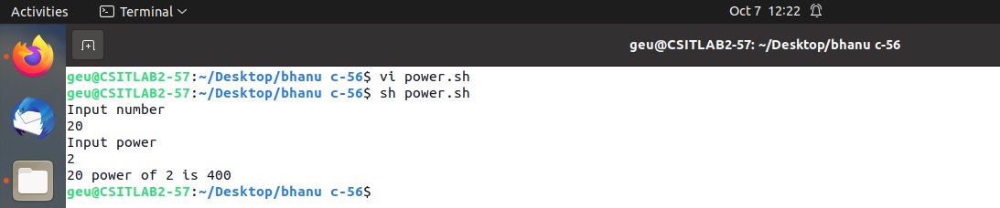 Activities Terminal Oct 7 12:22
geu@CSITLAB2-57: ~/Desktop/bhanu c-56
geu@CSITLAB2-57:~/Desktop/bhanu c-56$ vi power.sh
geu@CSITLAB2-57:~/Desktop/bhanu c-56$ sh power.sh
Input number
20
Input power
2
20 power of 2 is 400
geu@CSITLAB2-57:~/Desktop/bhanu c-56$